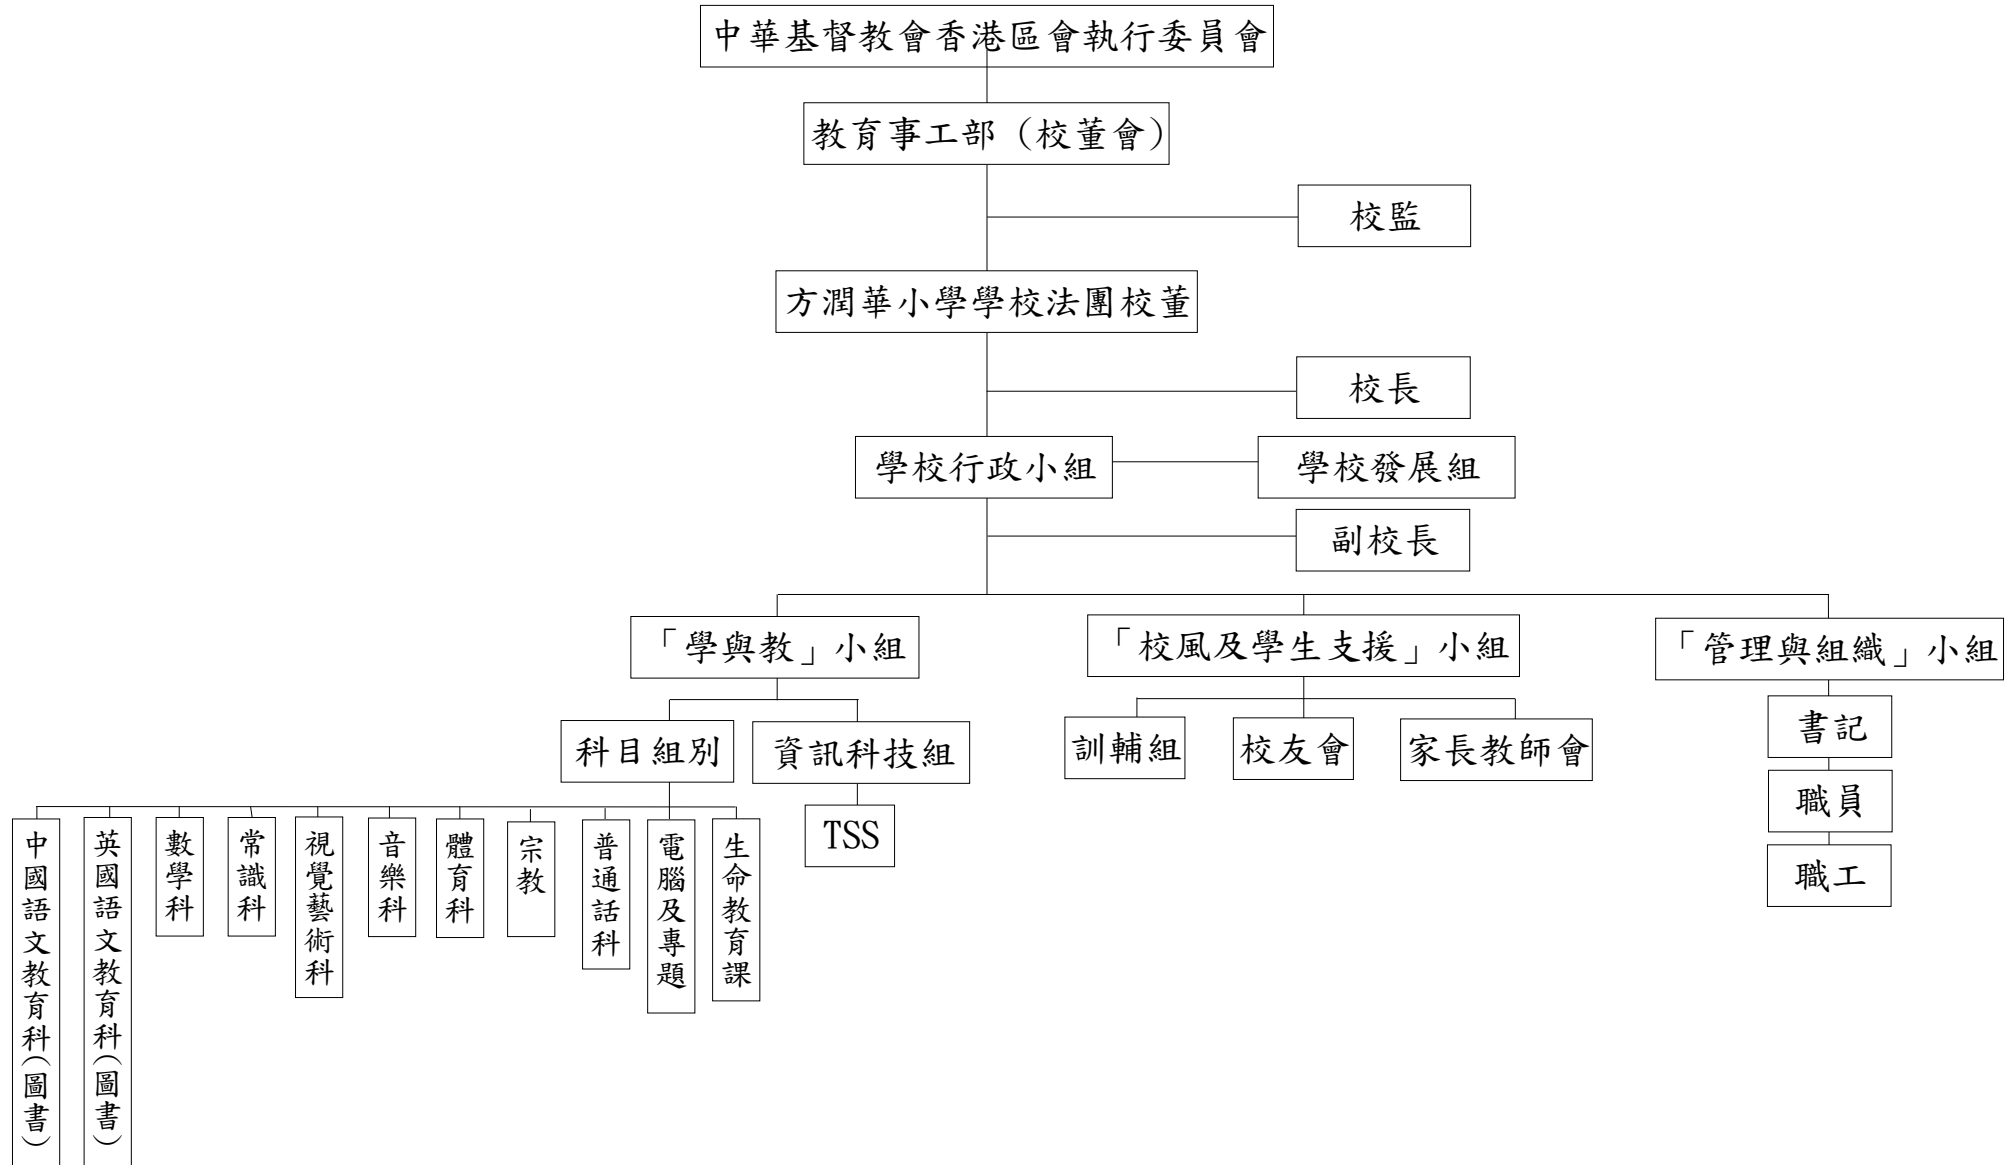 中華基督教會香港區會執行委員會
教育事工部（校董會）
校監
方潤華小學學校法團校董
校長
學校行政小組
學校發展組
副校長
「學與教」小組
「校風及學生支援」小組
「管理與組織」小組
科目組別
資訊科技組
訓輔組
校友會
家長教師會
書記
職員
職工
TSS
中國語文教育科(圖書)
英國語文教育科(圖書)
數學科
常識科
視覺藝術科
音樂科
體育科
宗教
普通話科
電腦及專題
生命教育課